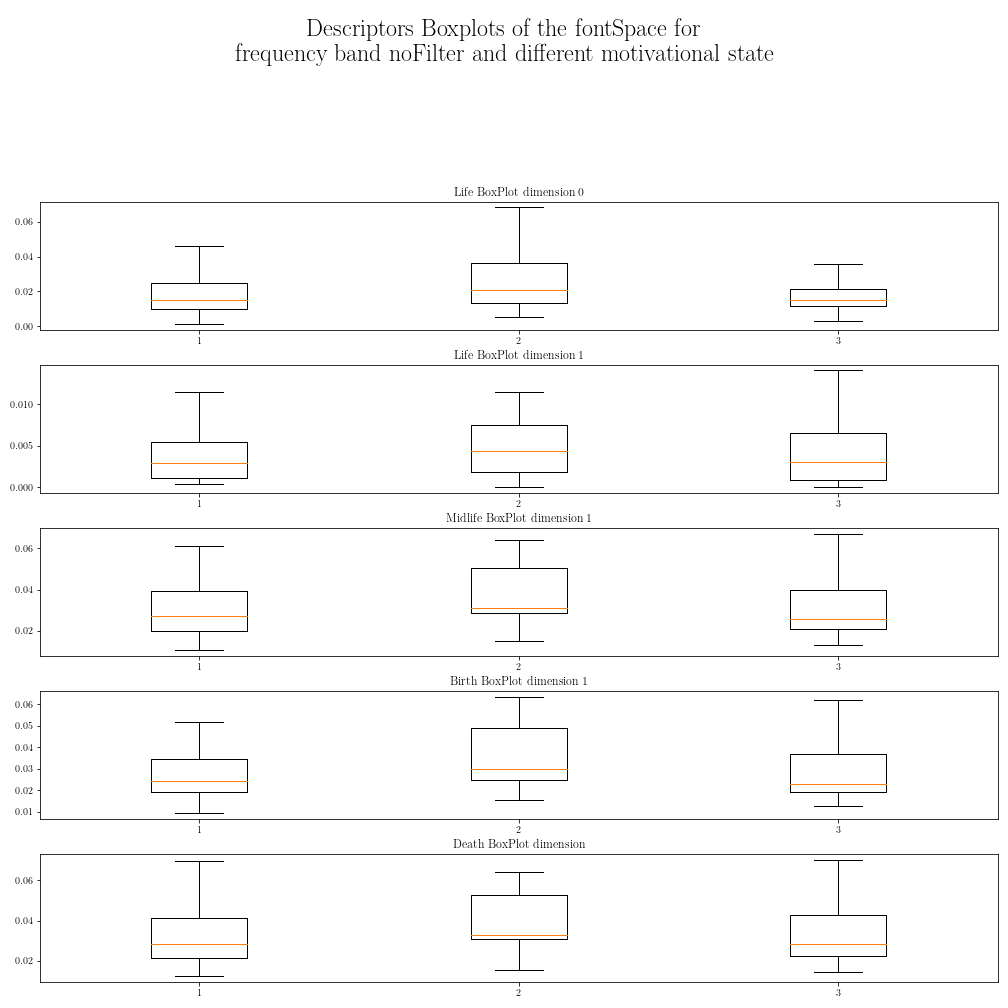 Descriptors Boxplots of the fontSpace for
frequency band noFilter and different motivational state
Life BoxPlot dimension 0
0.06
0.04
0.02
0.00
1 2 3
Life BoxPlot dimension 1
0.010
0.005
0.000
1 2 3
Midlife BoxPlot dimension 1
0.06
0.04
0.02
1 2 3
Birth BoxPlot dimension 1
0.06
0.05
0.04
0.03
0.02
0.01
1 2 3
Death BoxPlot dimension
0.06
0.04
0.02
1 2 3